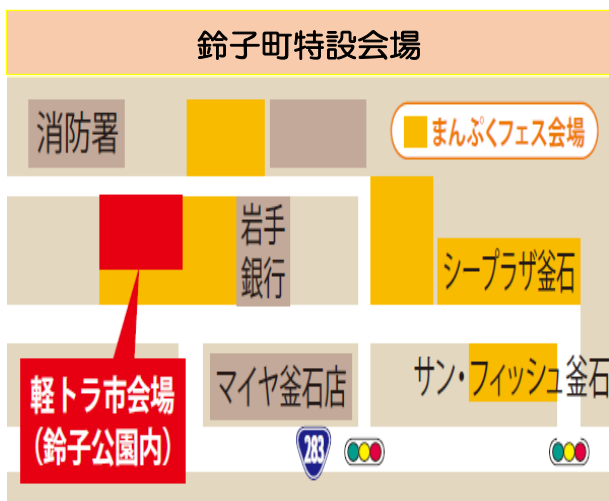 鈴子町特設会場
消防署
まんぷくフェス会場
岩手
銀行
シープラザ釜石
軽トラ市会場
(鈴子公園内)
マイヤ釜石店
サン・フィッシュ釜石
283